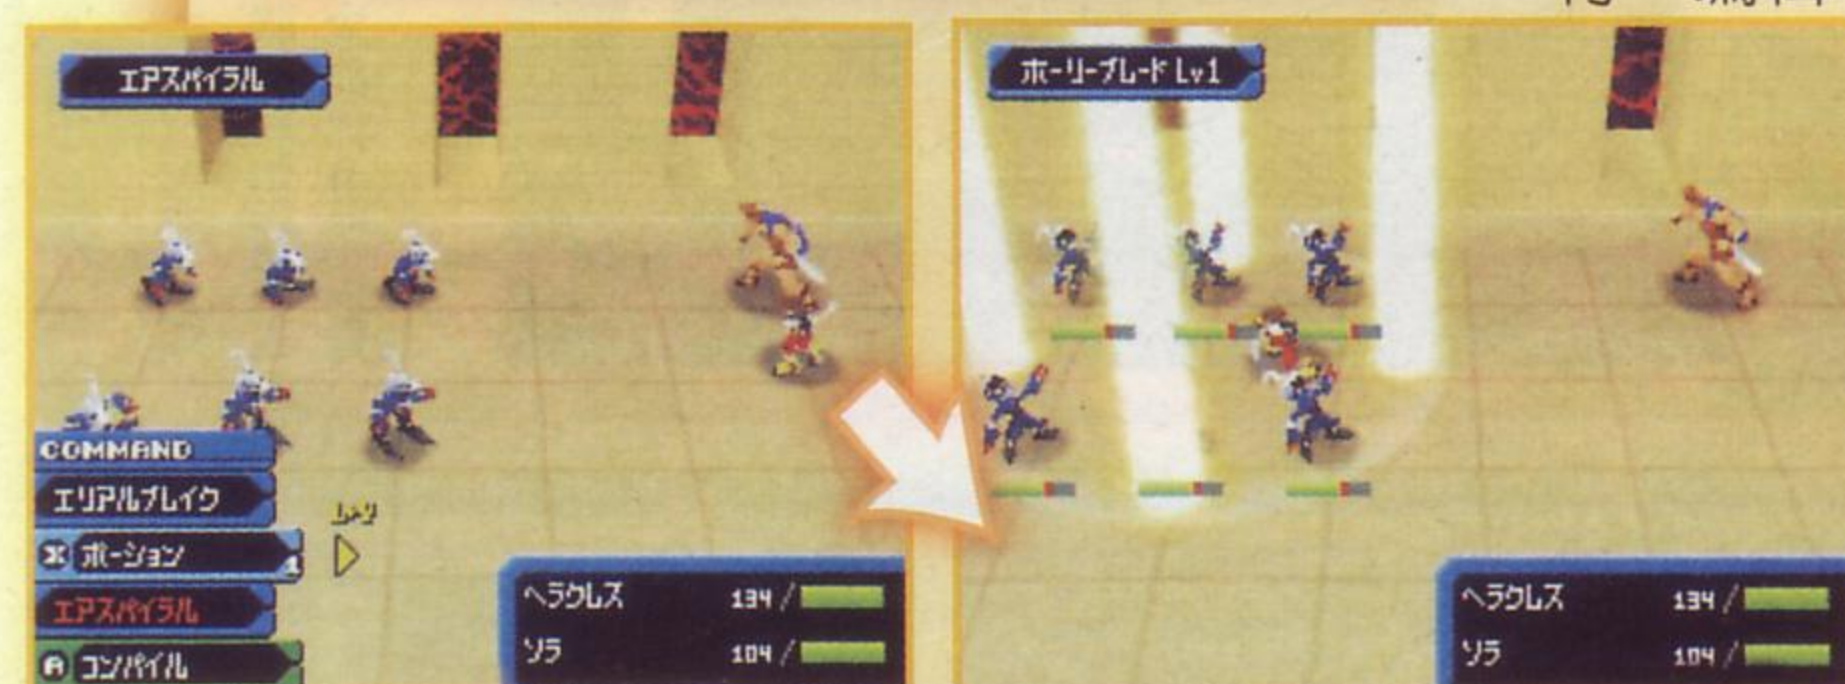 エアスパイラル
COMMAND
エリアルブレイク
X ポーション 1
エアスパイラル
A コンパイル
ヘラクレス 134 /
ソラ 104 /
ホーリーブレード Lv1
ヘラクレス 134 /
ソラ 104 /